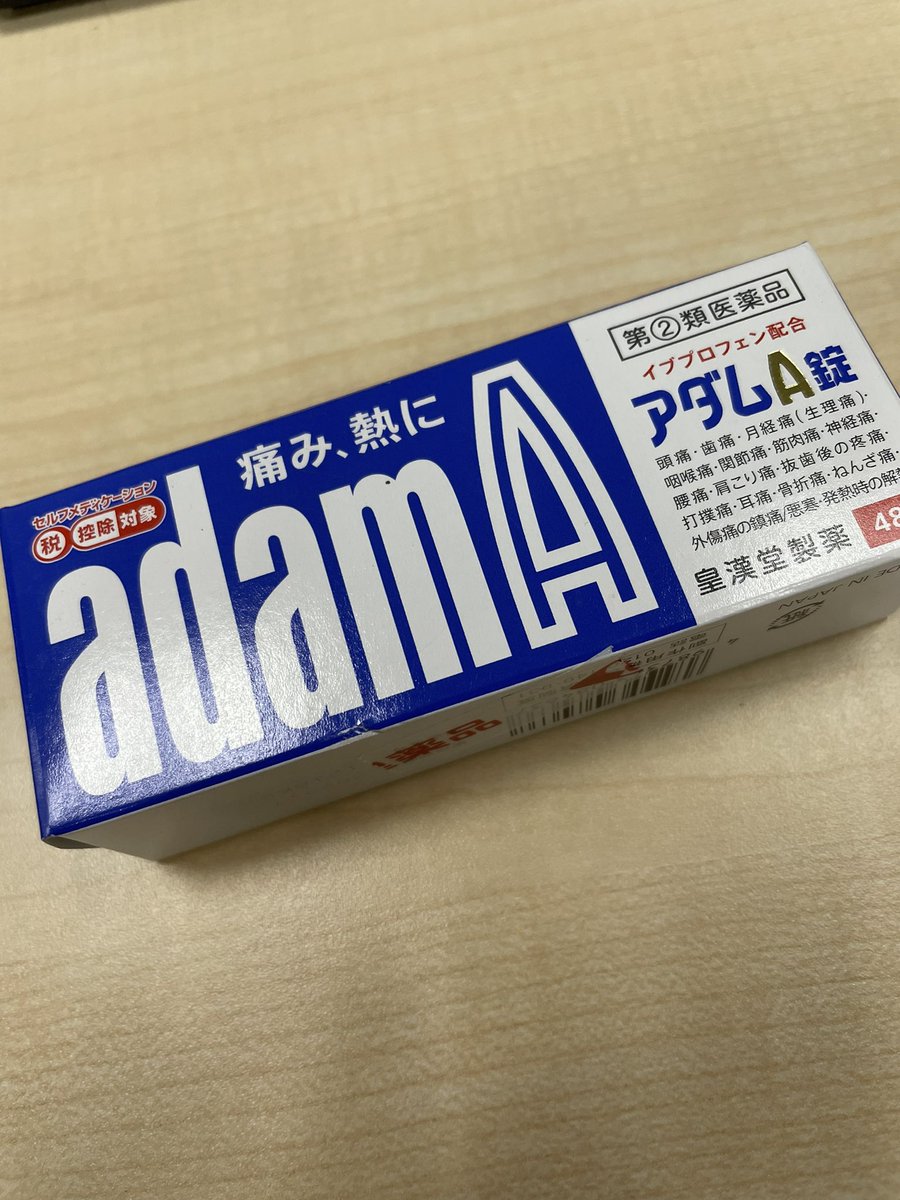 セルフメディケーション
税 控除 対象
痛み、熱に
adamA
第②類医薬品
イブプロフェン配合
アダムA錠
頭痛・歯痛・月経痛(生理痛)・
咽喉痛・関節痛・筋肉痛・神経痛・
腰痛・肩こり痛・抜歯後の疼痛・
打撲痛・耳痛・骨折痛・ねんざ痛・
外傷痛の鎮痛/悪寒・発熱時の解
皇漢堂製薬
48
DE IN JAPAN
薬品